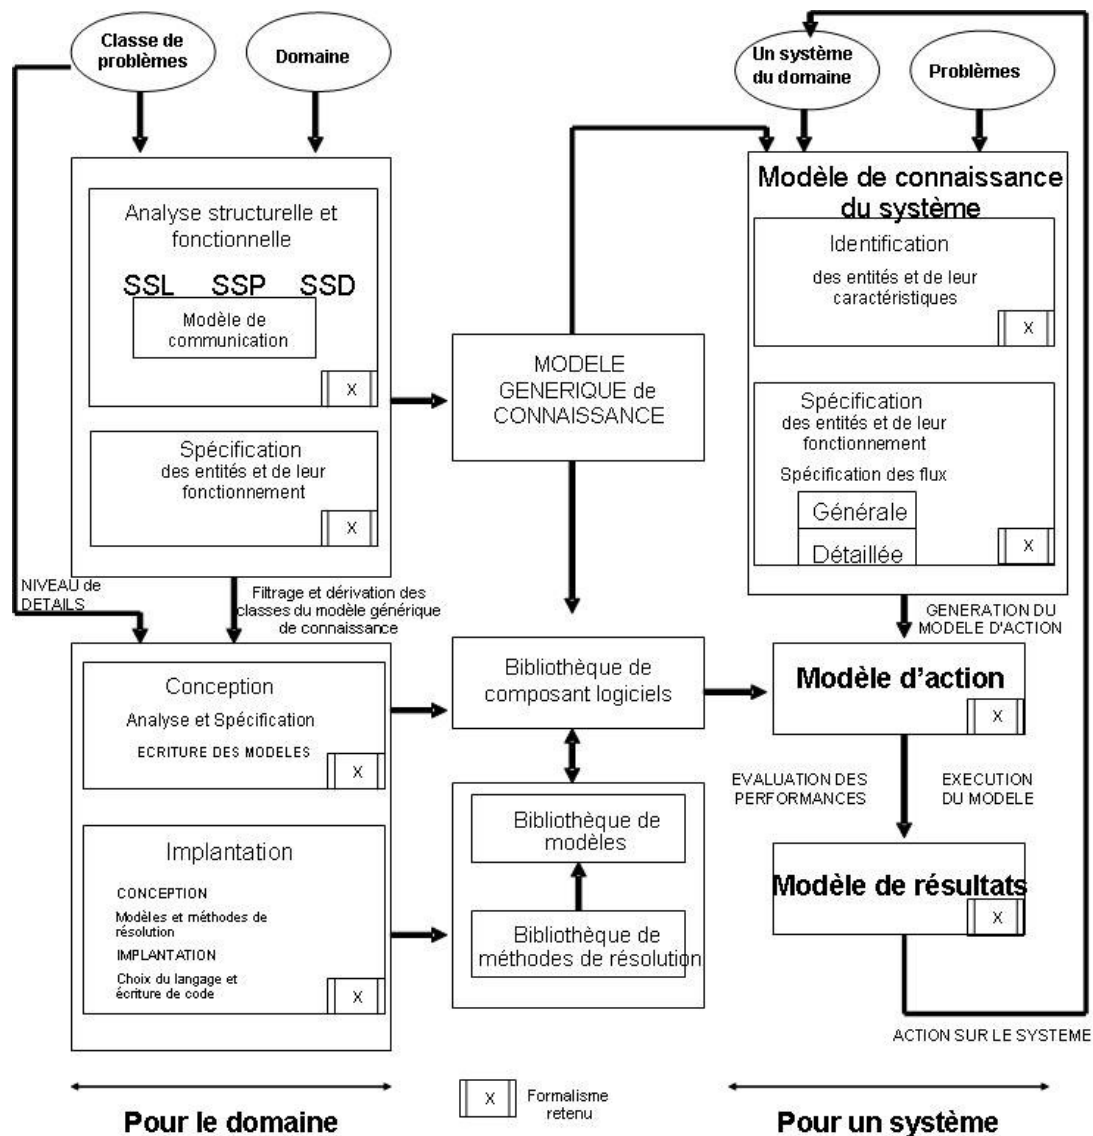 Classe de
problèmes
Domaine
Un système
du domaine
Problèmes
Analyse structurelle et
fonctionnelle
SSL SSP SSD
Modèle de
communication
X
Spécification
des entités et de leur
fonctionnement
X
NIVEAU de
DETAILS
Filtrage et dérivation des
classes du modèle générique
de connaissance
Conception
Analyse et Spécification
ECRITURE DES MODELES
X
Implantation
CONCEPTION
Modèles et méthodes de
résolution
IMPLANTATION
Choix du langage et
écriture de code
X
MODELE
GENERIQUE de
CONNAISSANCE
Bibliothèque de
composant logiciels
Bibliothèque de
modèles
Bibliothèque de
méthodes de résolution
Modèle de connaissance
du système
Identification
des entités et de leur
caractéristiques
X
Spécification
des entités et de leur
fonctionnement
Spécification des flux
Générale
Détaillée
X
GENERATION DU
MODELE D'ACTION
Modèle d'action
X
EVALUATION DES
PERFORMANCES
EXECUTION
DU MODELE
Modèle de résultats
X
ACTION SUR LE SYSTEME
X
Formalisme
retenu
Pour le domaine
Pour un système